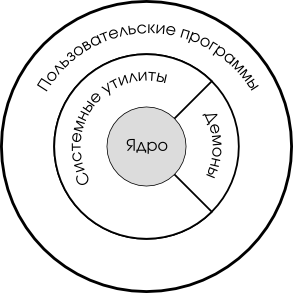 Пользовательские программы
Системные утилиты
Демоны
Ядро